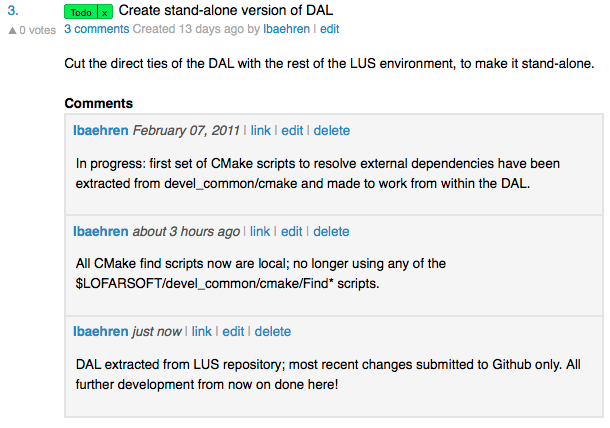 3. Todo x Create stand-alone version of DAL
▲0 votes 3 comments Created 13 days ago by lbaehren | edit
Cut the direct ties of the DAL with the rest of the LUS environment, to make it stand-alone.
Comments
lbaehren February 07, 2011 | link | edit | delete
In progress: first set of CMake scripts to resolve external dependencies have been
extracted from devel_common/cmake and made to work from within the DAL.
lbaehren about 3 hours ago | link | edit | delete
All CMake find scripts now are local; no longer using any of the
$LOFARSOFT/devel_common/cmake/Find* scripts.
lbaehren just now | link | edit | delete
DAL extracted from LUS repository; most recent changes submitted to Github only. All
further development from now on done here!